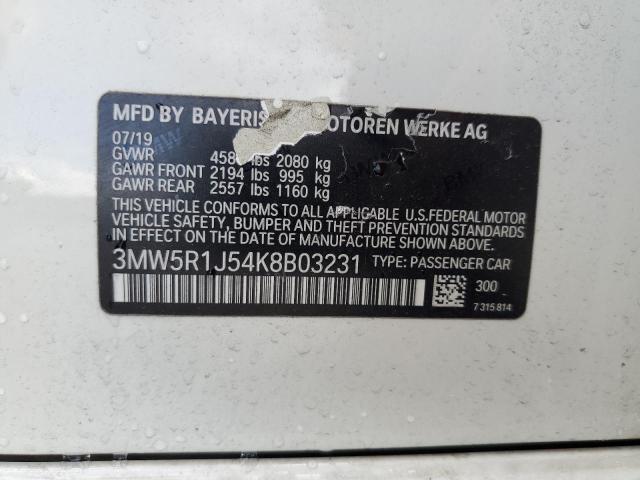 MFD BY BAYERIS OTOREN WERKE AG
07/19
GVWR 458 lbs 2080 kg
GAWR FRONT 2194 lbs 995 kg
GAWR REAR 2557 lbs 1160 kg
THIS VEHICLE CONFORMS TO ALL APPLICABLE U.S.FEDERAL MOTOR
VEHICLE SAFETY, BUMPER AND THEFT PREVENTION STANDARDS IN
EFFECT ON THE DATE OF MANUFACTURE SHOWN ABOVE.
3MW5R1J54K8B03231 TYPE: PASSENGER CAR
300
7 315 814